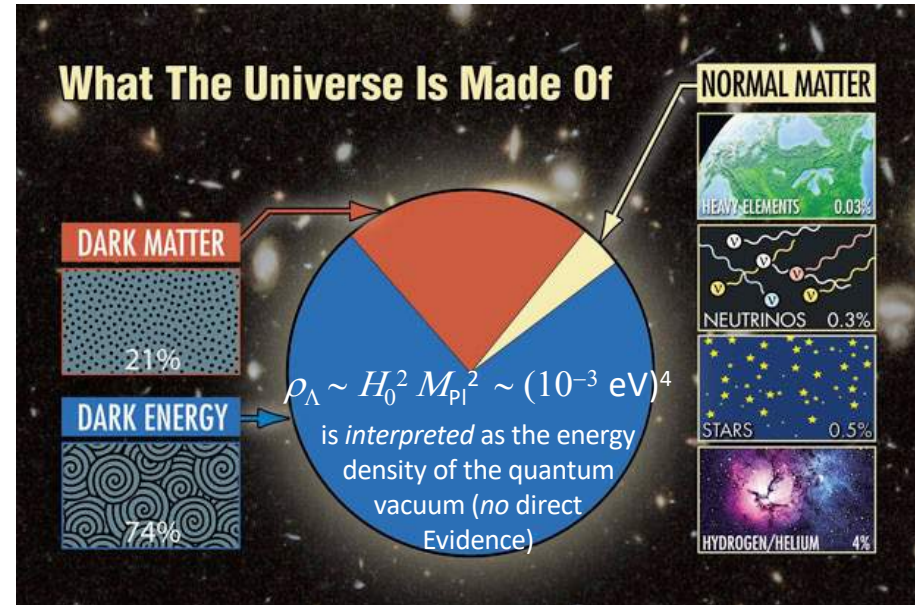 What The Universe Is Made Of
NORMAL MATTER
HEAVY ELEMENTS 0.03%
DARK MATTER
21%
ν ν ν ν ν ν
NEUTRINOS 0.3%
ρ_Λ ~ H₀² M_Pl² ~ (10⁻³ eV)⁴
DARK ENERGY
is interpreted as the energy
density of the quantum
vacuum (no direct
Evidence)
74%
STARS 0.5%
HYDROGEN/HELIUM 4%